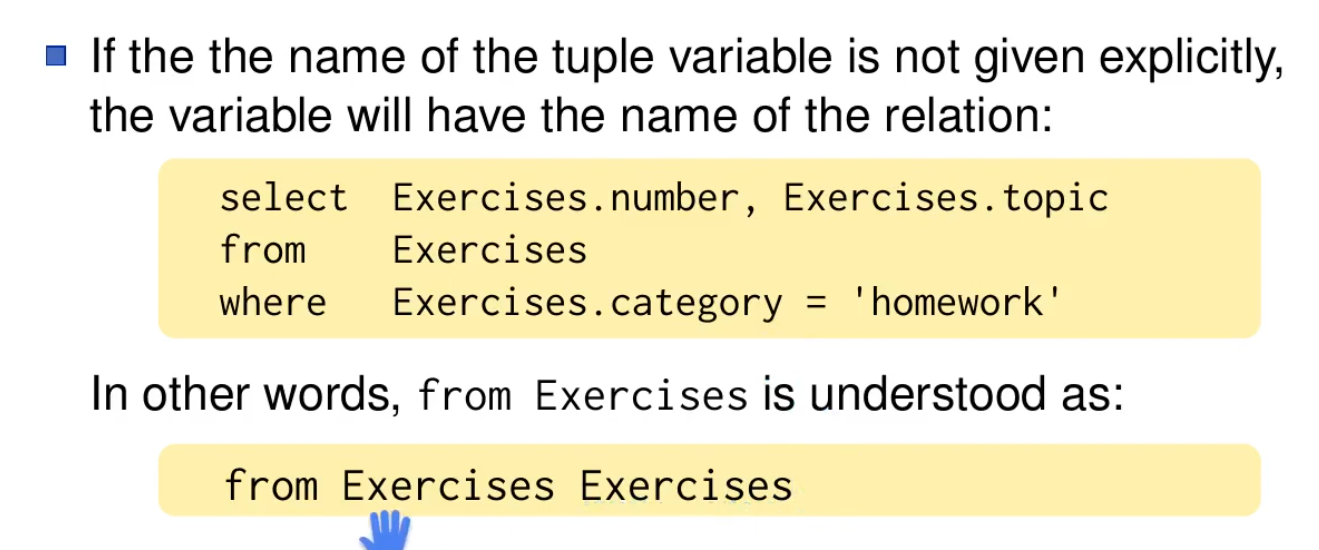 If the the name of the tuple variable is not given explicitly,
the variable will have the name of the relation:
select Exercises.number, Exercises.topic
from Exercises
where Exercises.category = 'homework'
In other words, from Exercises is understood as:
from Exercises Exercises